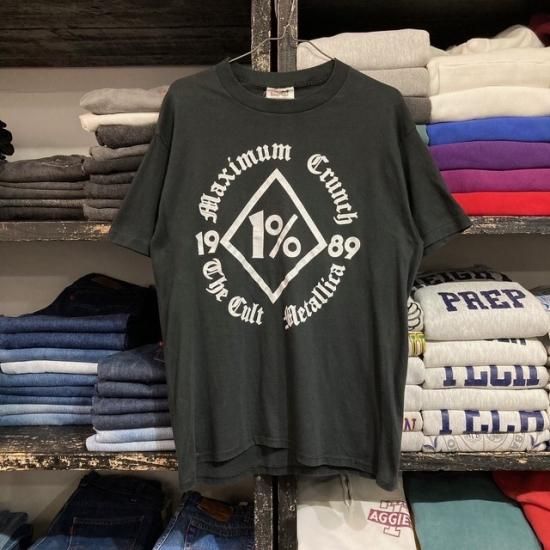 Maximum Crunch
1%
19 89
The Cult Metallica
PREP
TECH
TECH
AGGIE